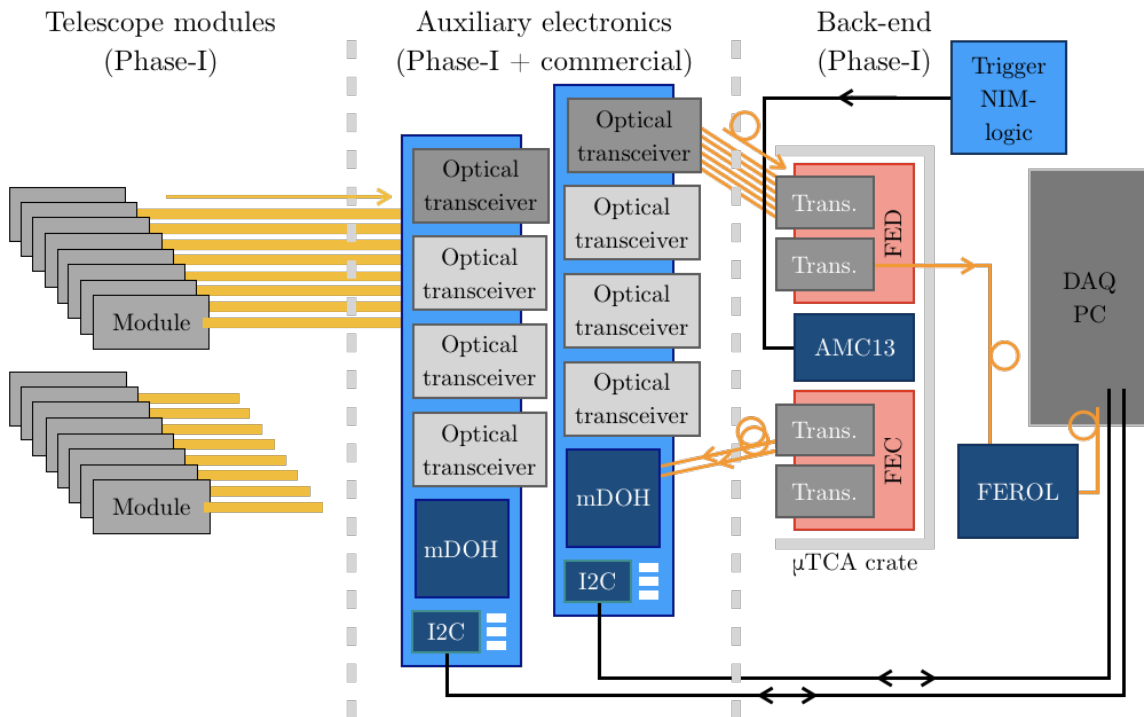 Telescope modules
(Phase-I)
Auxiliary electronics
(Phase-I + commercial)
Back-end
(Phase-I)
Module
Module
Optical
transceiver
Optical
transceiver
Optical
transceiver
Optical
transceiver
mDOH
I2C
Optical
transceiver
Optical
transceiver
Optical
transceiver
Optical
transceiver
mDOH
I2C
Trigger
NIM-
logic
Trans.
Trans.
FED
AMC13
Trans.
Trans.
FEC
μTCA crate
FEROL
DAQ
PC